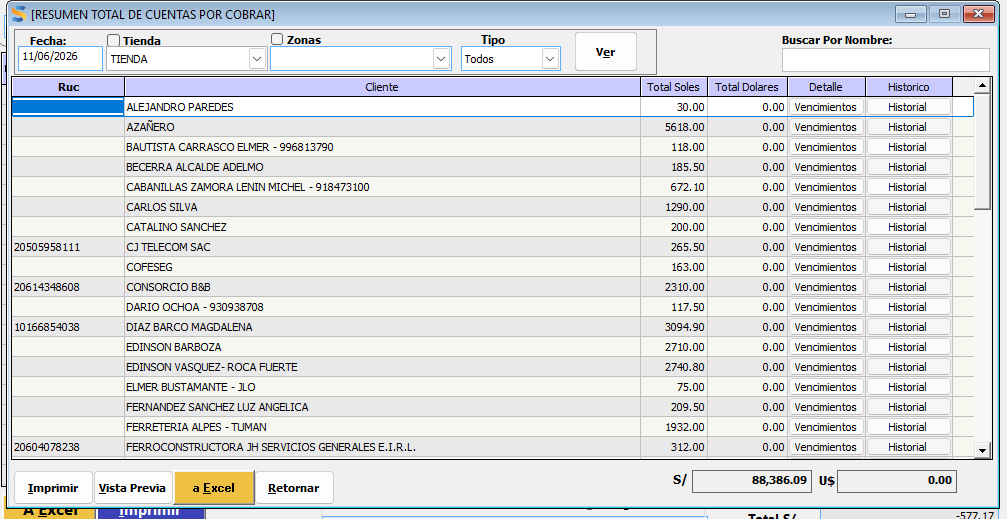 [RESUMEN TOTAL DE CUENTAS POR COBRAR]
Fecha: Tienda Zonas Tipo Buscar Por Nombre:
11/06/2026 TIENDA Todos Ver
Ruc Cliente Total Soles Total Dolares Detalle Historico
ALEJANDRO PAREDES 30.00 0.00 Vencimientos Historial
AZAÑERO 5618.00 0.00 Vencimientos Historial
BAUTISTA CARRASCO ELMER - 996813790 118.00 0.00 Vencimientos Historial
BECERRA ALCALDE ADELMO 185.50 0.00 Vencimientos Historial
CABANILLAS ZAMORA LENIN MICHEL - 918473100 672.10 0.00 Vencimientos Historial
CARLOS SILVA 1290.00 0.00 Vencimientos Historial
CATALINO SANCHEZ 200.00 0.00 Vencimientos Historial
20505958111 CJ TELECOM SAC 265.50 0.00 Vencimientos Historial
COFESEG 163.00 0.00 Vencimientos Historial
20614348608 CONSORCIO B&B 2310.00 0.00 Vencimientos Historial
DARIO OCHOA - 930938708 117.50 0.00 Vencimientos Historial
10166854038 DIAZ BARCO MAGDALENA 3094.90 0.00 Vencimientos Historial
EDINSON BARBOZA 2710.00 0.00 Vencimientos Historial
EDINSON VASQUEZ- ROCA FUERTE 2740.80 0.00 Vencimientos Historial
ELMER BUSTAMANTE - JLO 75.00 0.00 Vencimientos Historial
FERNANDEZ SANCHEZ LUZ ANGELICA 209.50 0.00 Vencimientos Historial
FERRETERIA ALPES - TUMAN 1932.00 0.00 Vencimientos Historial
20604078238 FERROCONSTRUCTORA JH SERVICIOS GENERALES E.I.R.L. 312.00 0.00 Vencimientos Historial
Imprimir Vista Previa a Excel Retornar S/ 88,386.09 U$ 0.00
A Excel Imprimir Total S/ -577.17